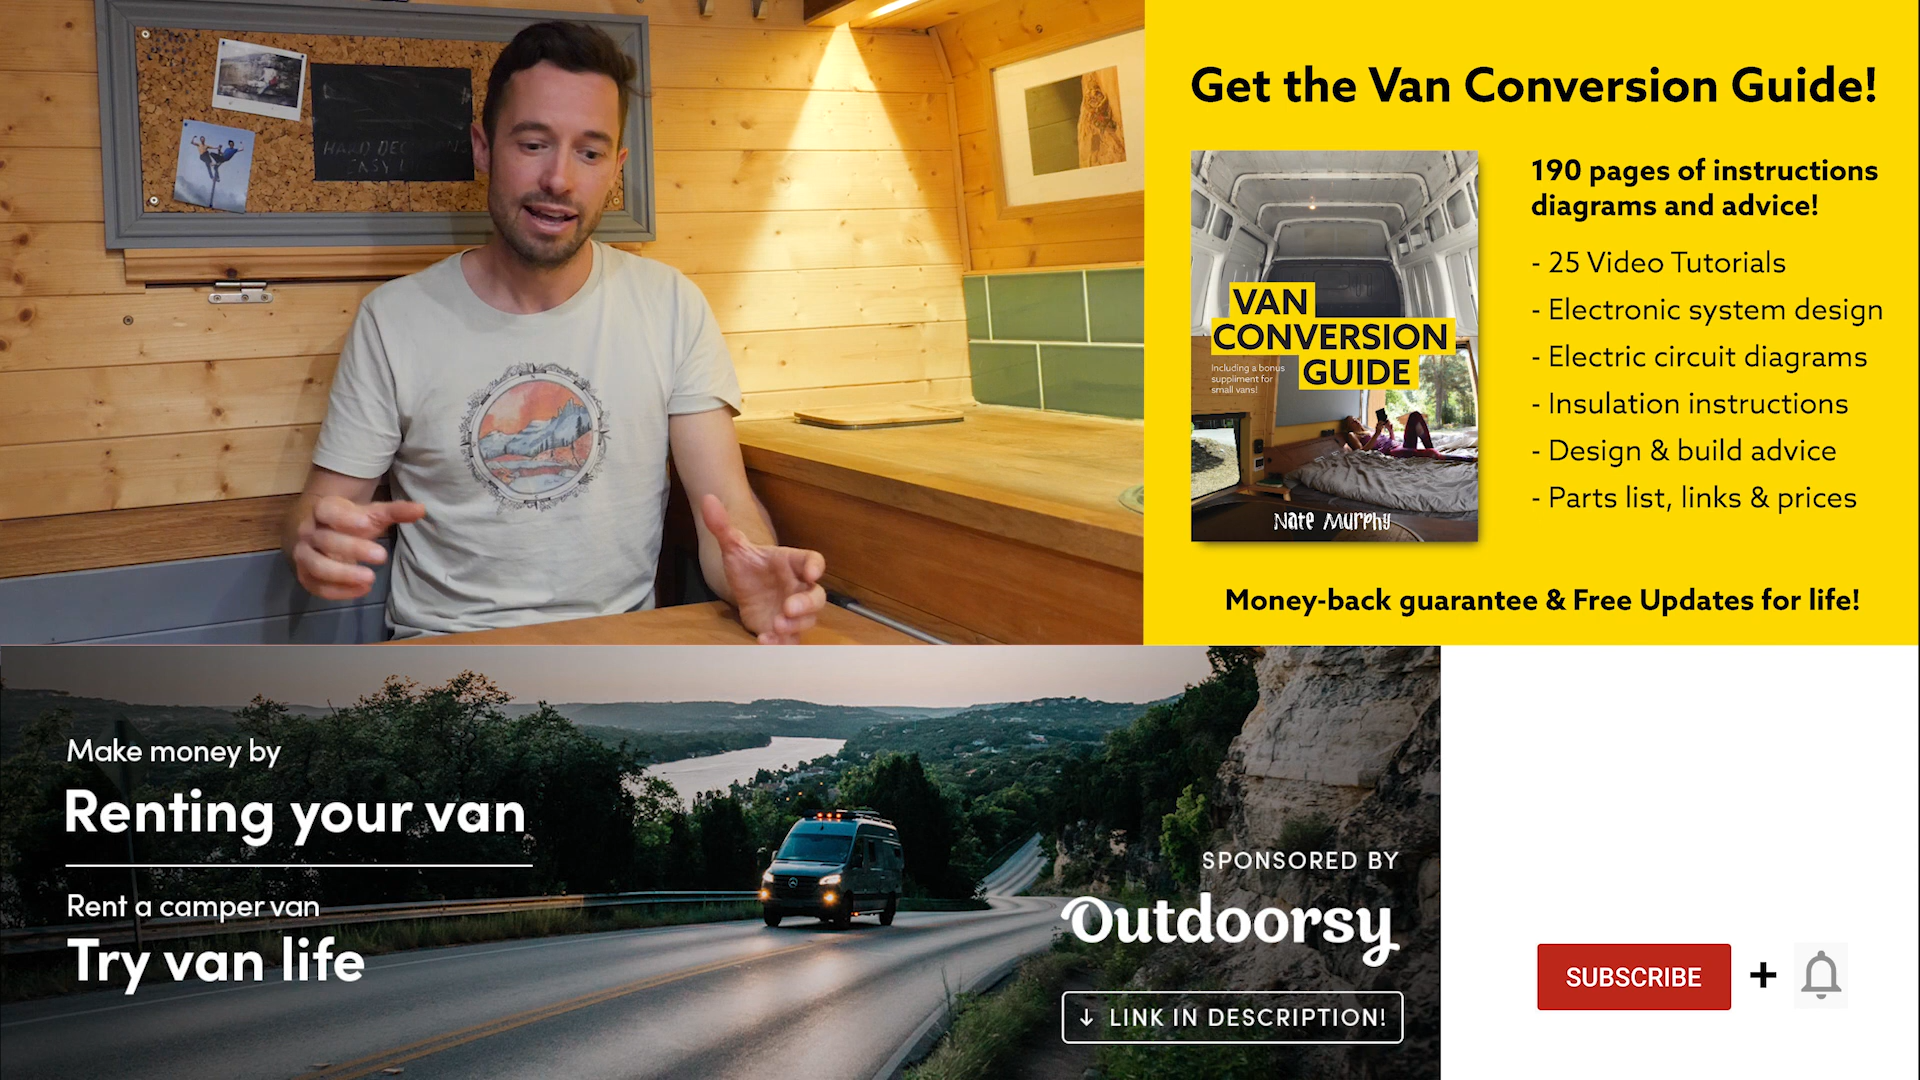 HARD DEC
EASY L
Get the Van Conversion Guide!
VAN
CONVERSION
GUIDE
Including a bonus
suppliment for
small vans!
Nate Murphy
190 pages of instructions
diagrams and advice!
- 25 Video Tutorials
- Electronic system design
- Electric circuit diagrams
- Insulation instructions
- Design & build advice
- Parts list, links & prices
Money-back guarantee & Free Updates for life!
Make money by
Renting your van
Rent a camper van
Try van life
SPONSORED BY
Outdoorsy
↓ LINK IN DESCRIPTION!
SUBSCRIBE +